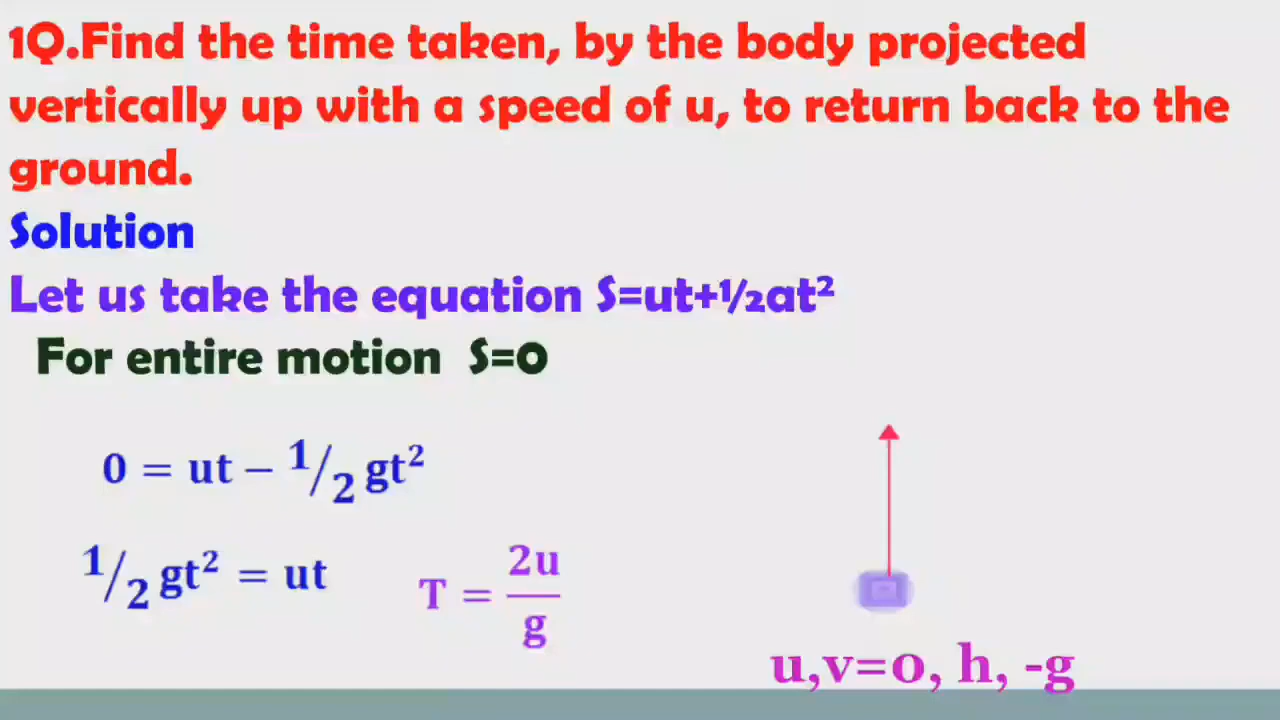 1Q.Find the time taken, by the body projected
vertically up with a speed of u, to return back to the
ground.
Solution
Let us take the equation S=ut+½at²
For entire motion S=0
0 = ut − 1/2 gt²
1/2 gt² = ut
T = 2u/g
u,v=0, h, -g